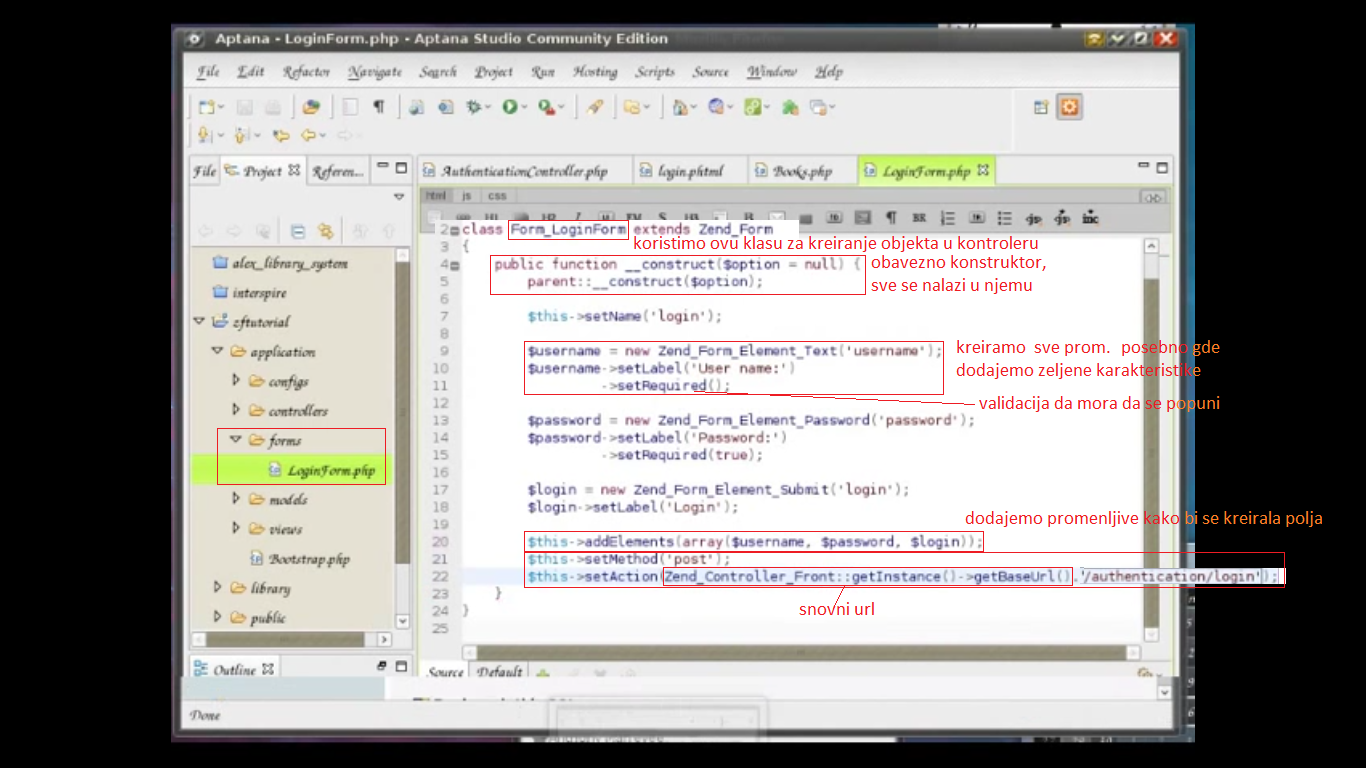 Aptana - LoginForm.php - Aptana Studio Community Edition
File Edit Refactor Navigate Search Project Run Hosting Scripts Source Window Help
File Project Referen...
AuthenticationController.php login.phtml Books.php LoginForm.php
html js css
alex_library_system
interspire
zftutorial
application
configs
controllers
forms
LoginForm.php
models
views
Bootstrap.php
library
public
Outline
2 class Form_LoginForm extends Zend_Form
koristimo ovu klasu za kreiranje objekta u kontroleru
3 {
4 public function __construct($option = null) {
obavezno konstruktor,
5 parent::__construct($option);
sve se nalazi u njemu
6
7 $this->setName('login');
8
9 $username = new Zend_Form_Element_Text('username');
kreiramo sve prom. posebno gde
10 $username->setLabel('User name:')
dodajemo zeljene karakteristike
11 ->setRequired();
validacija da mora da se popuni
12
13 $password = new Zend_Form_Element_Password('password');
14 $password->setLabel('Password:')
15 ->setRequired(true);
16
17 $login = new Zend_Form_Element_Submit('login');
18 $login->setLabel('Login');
19
dodajemo promenljive kako bi se kreirala polja
20 $this->addElements(array($username, $password, $login));
21 $this->setMethod('post');
22 $this->setAction(Zend_Controller_Front::getInstance()->getBaseUrl().'/authentication/login');
23 }
snovni url
24 }
25
Source Default
Done